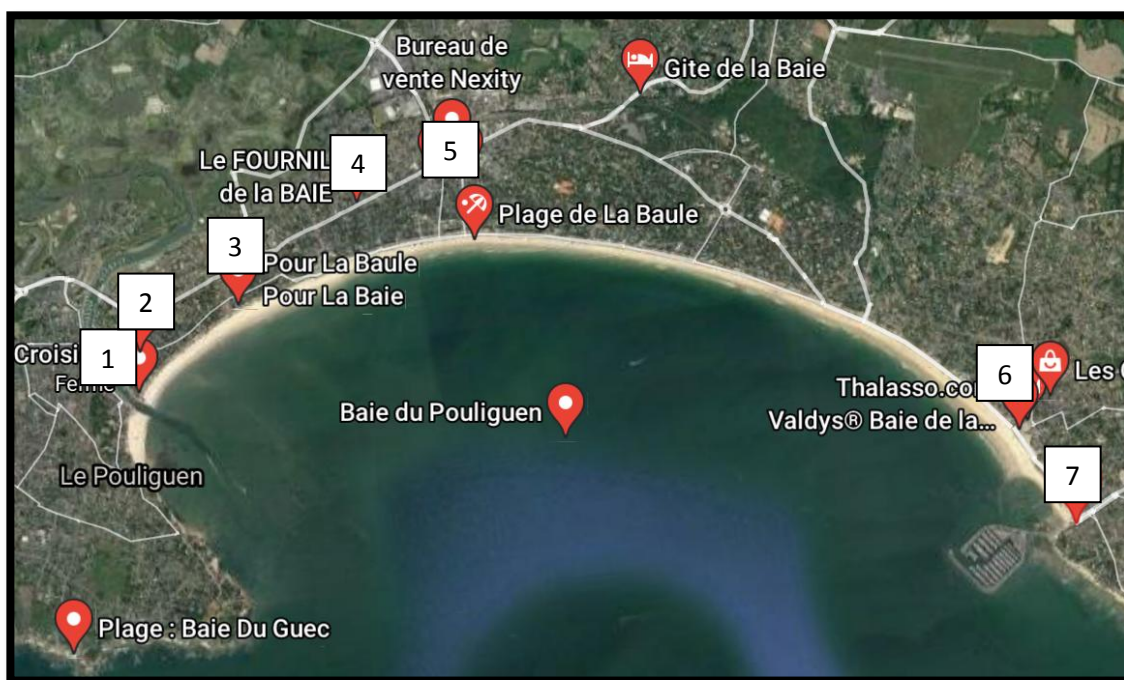 Bureau de
vente Nexity
Gite de la Baie
5
4
Le FOURNIL
de la BAIE
Plage de La Baule
3
Pour La Baule
Pour La Baie
2
1
Croisi
Fermé
6
Thalasso.co
Les
Valdys® Baie de la...
Baie du Pouliguen
Le Pouliguen
7
Plage : Baie Du Guec